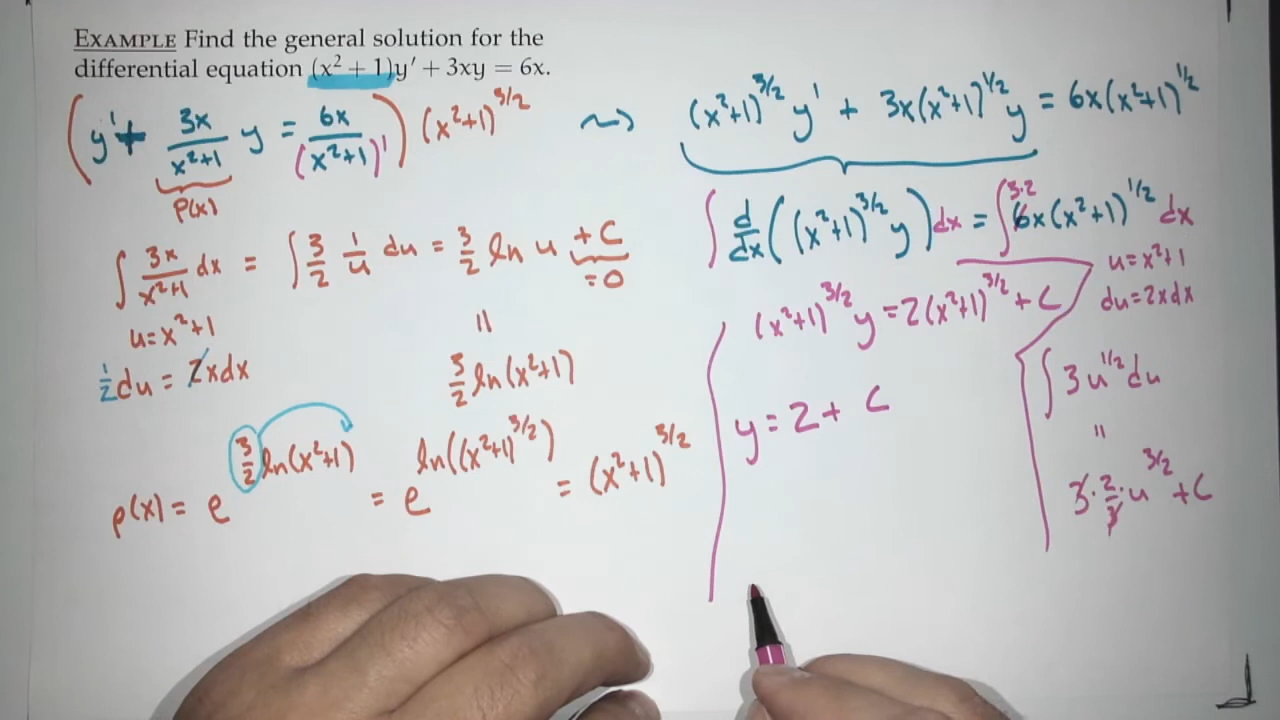 EXAMPLE Find the general solution for the
differential equation (x² + 1)y′ + 3xy = 6x.
(y' + 3x/(x²+1) y = 6x/(x²+1)') (x²+1)^(3/2)
P(x)
∫ 3x/(x²+1) dx = ∫ 3/2 1/u du = 3/2 ln u + C
= 0
u = x²+1
1/2 du = 2x dx
||
3/2 ln(x²+1)
ρ(x) = e^(3/2 ln(x²+1)) = e^(ln((x²+1)^(3/2))) = (x²+1)^(3/2)
⇝ (x²+1)^(3/2) y' + 3x(x²+1)^(1/2) y = 6x(x²+1)^(1/2)
∫ d/dx((x²+1)^(3/2) y) dx = ∫ 6x(x²+1)^(1/2) dx
3·2
u = x²+1
du = 2x dx
(x²+1)^(3/2) y = 2(x²+1)^(3/2) + C
∫ 3u^(1/2) du
||
3·2/3·u^(3/2) + C
y = 2 + C